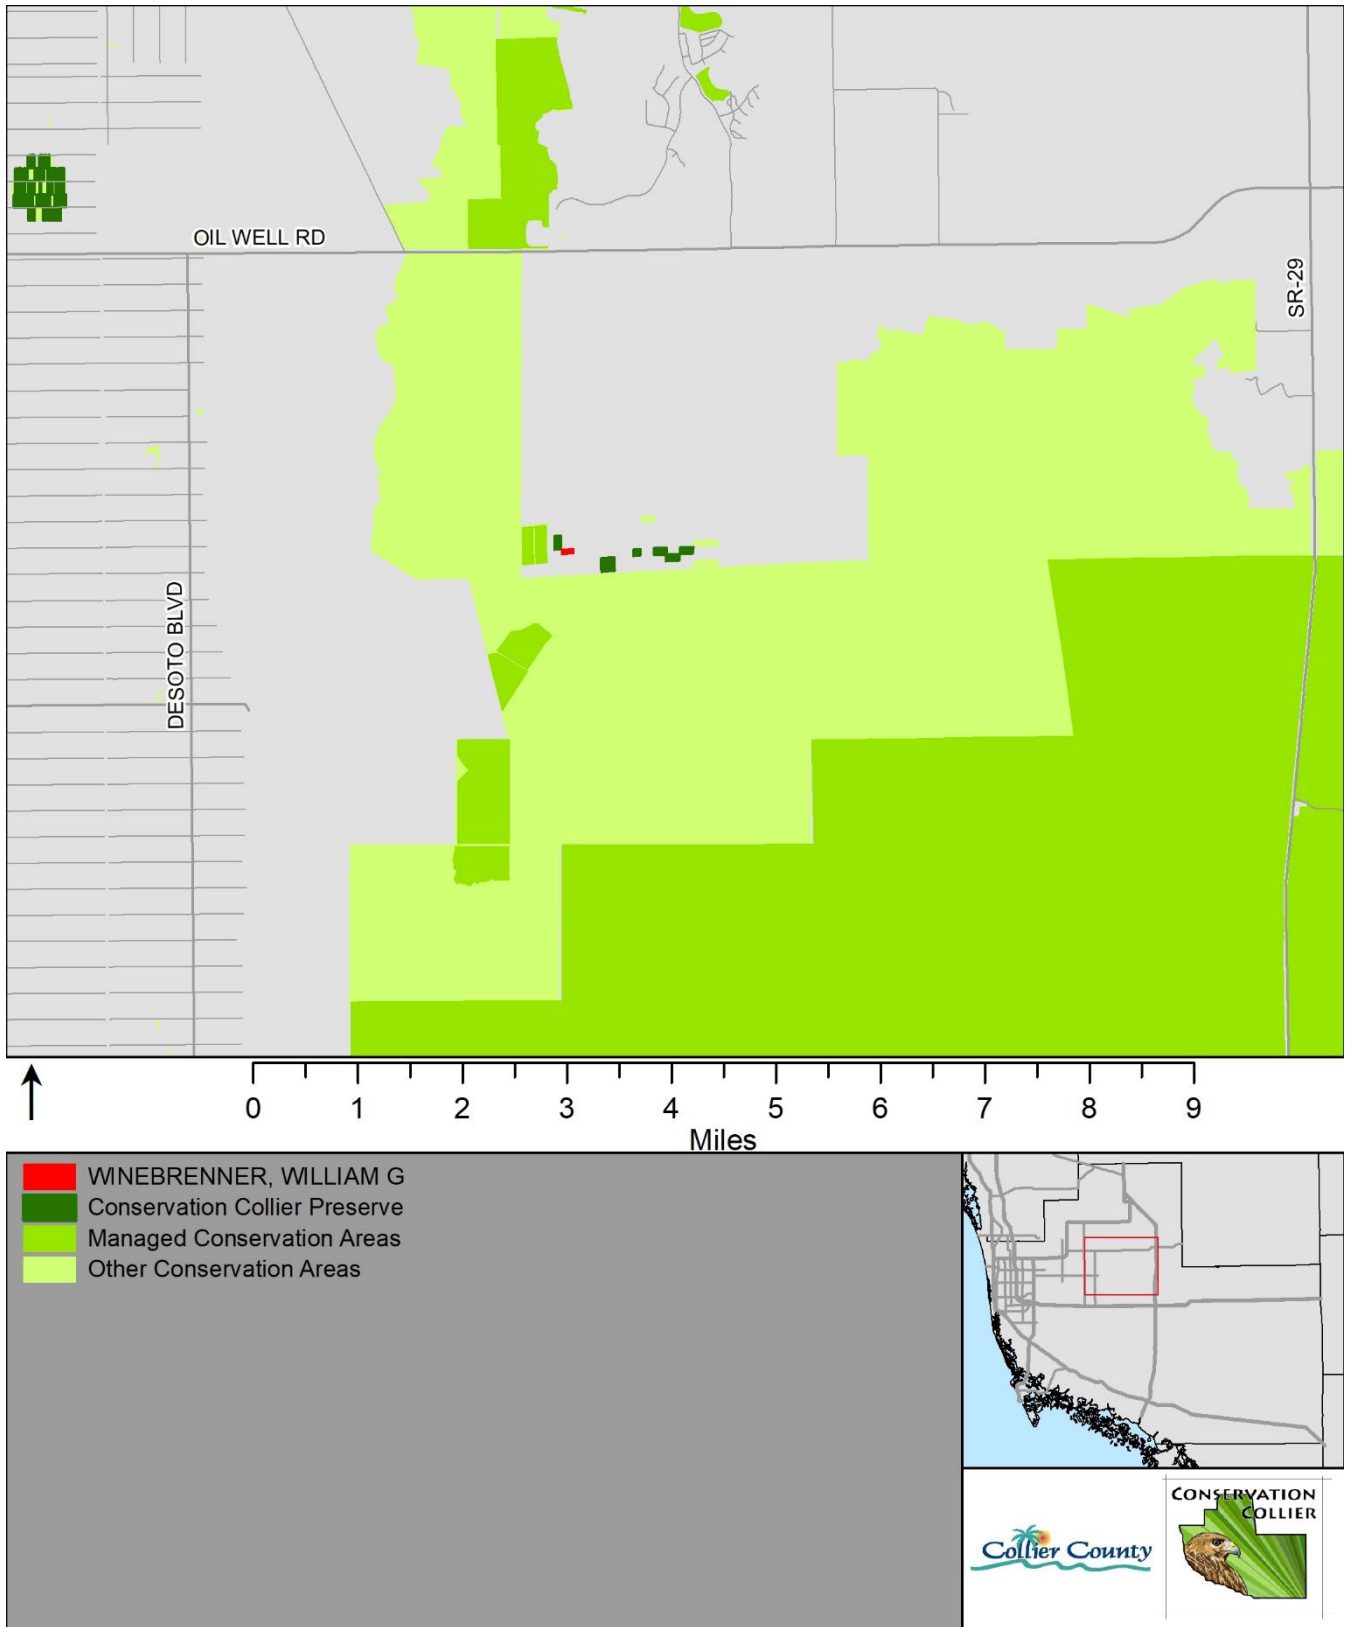 OIL WELL RD
SR-29
DESOTO BLVD
0 1 2 3 4 5 6 7 8 9
Miles
WINEBRENNER, WILLIAM G
Conservation Collier Preserve
Managed Conservation Areas
Other Conservation Areas
Collier County
CONSERVATION
COLLIER